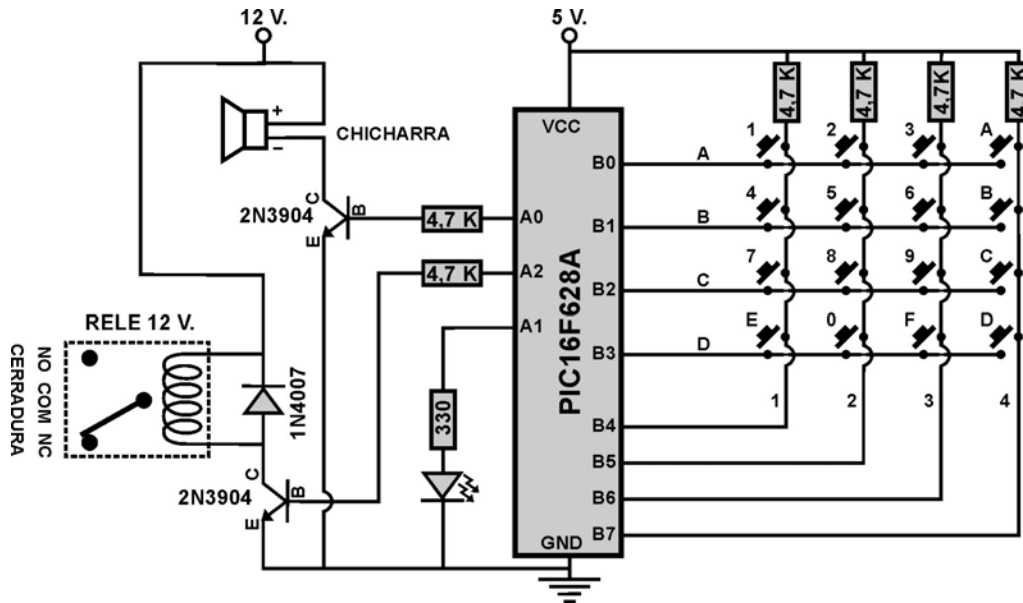 12 V.
5 V.
4,7 K
4,7 K
4,7K
4,7 K
+
−
CHICHARRA
VCC
1
2
3
A
B0
A
C
B
E
2N3904
4,7 K
A0
4
5
6
B
B1
B
4,7 K
A2
7
8
9
C
B2
C
RELE 12 V.
A1
E
0
F
D
B3
D
NO COM NC
CERRADURA
1N4007
330
PIC16F628A
1
2
3
4
B4
B5
B6
B7
C
B
E
2N3904
GND